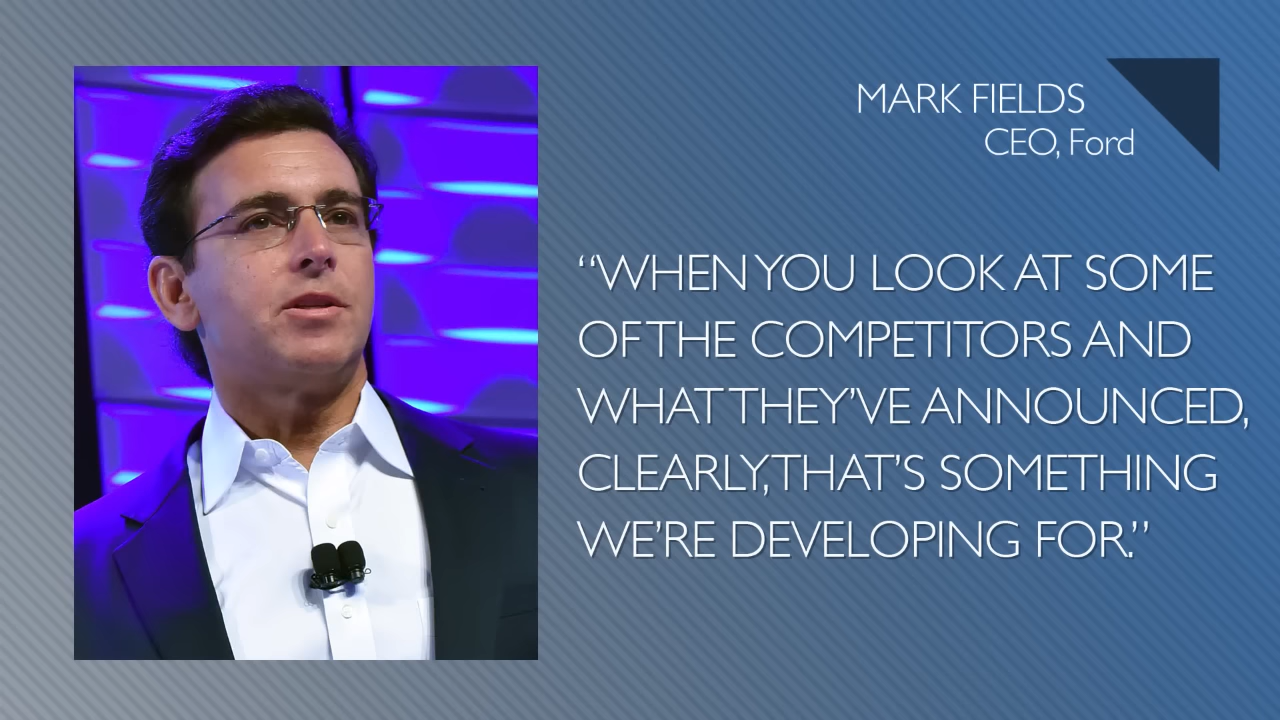 MARK FIELDS
CEO, Ford
“WHEN YOU LOOK AT SOME
OF THE COMPETITORS AND
WHAT THEY’VE ANNOUNCED,
CLEARLY, THAT’S SOMETHING
WE’RE DEVELOPING FOR.”